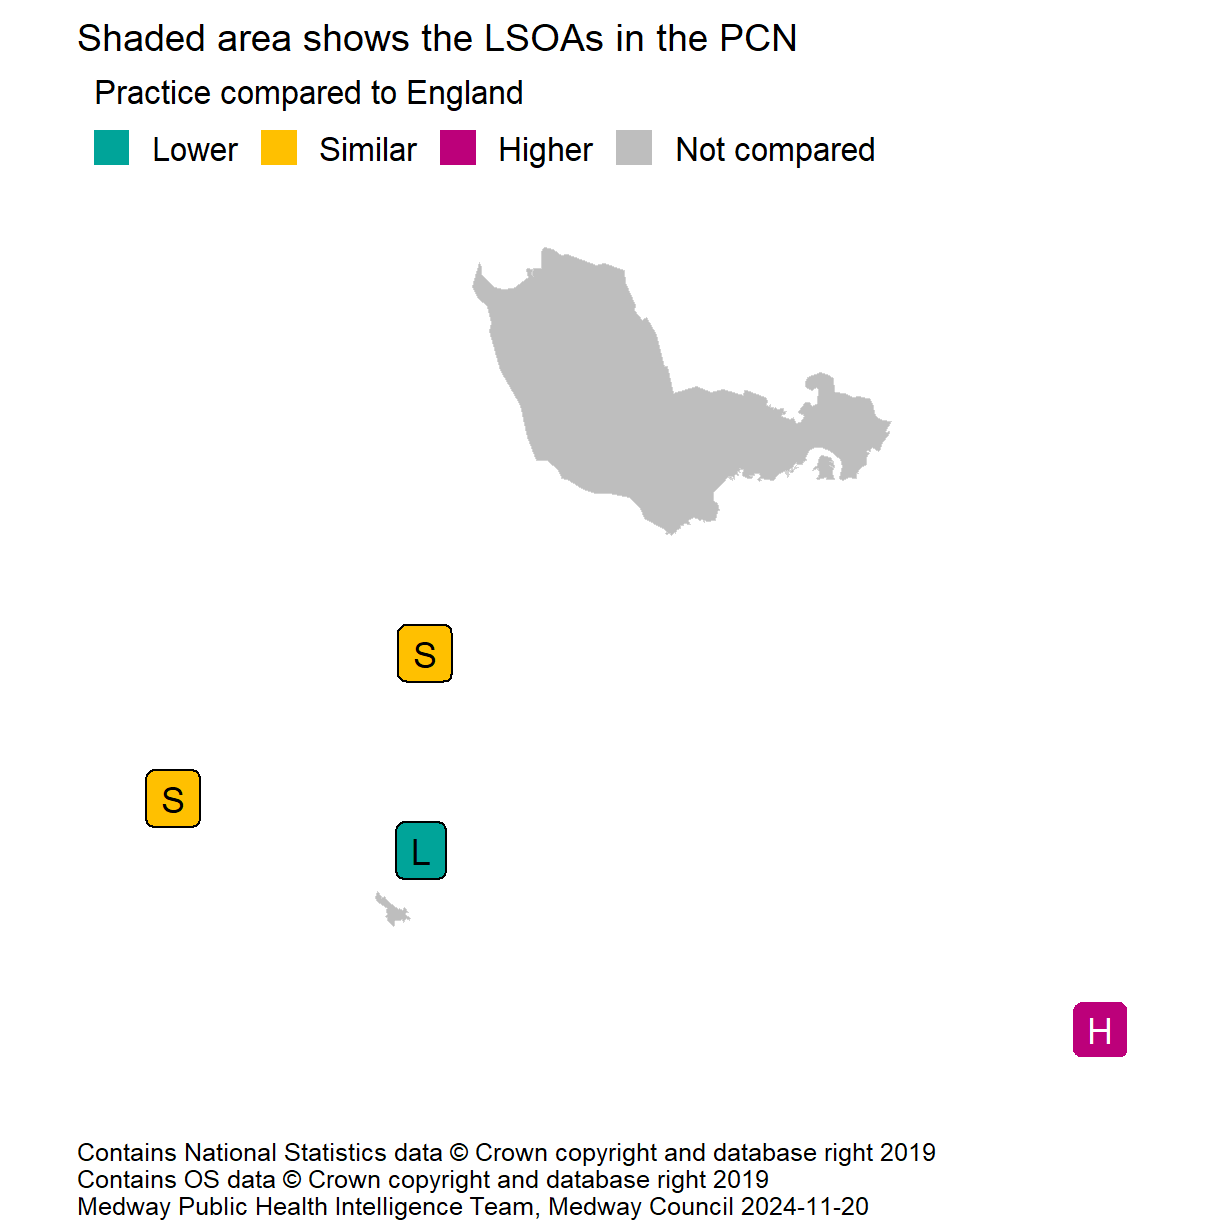 Shaded area shows the LSOAs in the PCN
Practice compared to England
Lower Similar Higher Not compared
S
S
L
H
Contains National Statistics data © Crown copyright and database right 2019
Contains OS data © Crown copyright and database right 2019
Medway Public Health Intelligence Team, Medway Council 2024-11-20